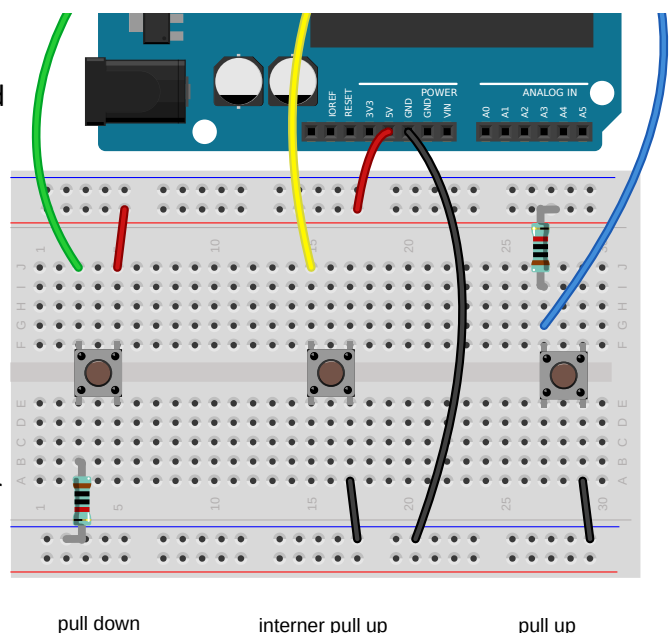 IOREF
RESET
3V3
5V
GND
GND
VIN
POWER
A0
A1
A2
A3
A4
A5
ANALOG IN
1
10
15
20
25
J
I
H
G
F
J
I
H
G
F
E
D
C
B
A
E
D
C
B
A
1
5
10
15
20
25
30
pull down
interner pull up
pull up